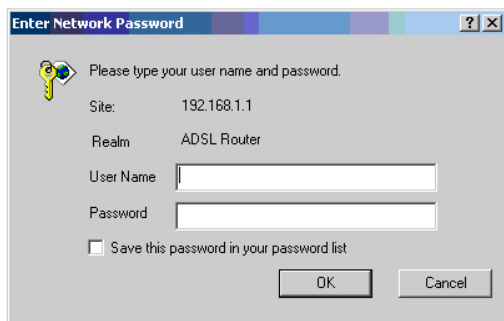 Enter Network Password
Please type your user name and password.
Site: 192.168.1.1
Realm ADSL Router
User Name
Password
Save this password in your password list
OK Cancel